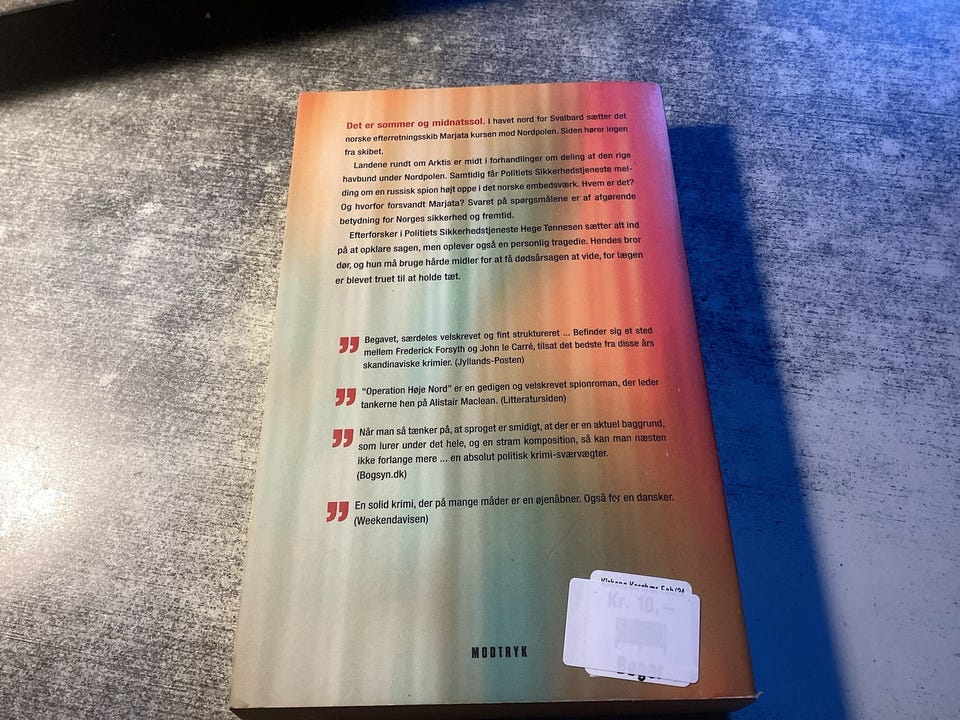 Det er sommer og midnatssol. I havet nord for Svalbard sætter det
norske efterretningsskib Marjata kursen mod Nordpolen. Siden hører ingen
fra skibet.
Landene rundt om Arktis er midt i forhandlinger om deling af den rige
havbund under Nordpolen. Samtidig får Politiets Sikkerhedstjeneste mel-
ding om en russisk spion højt oppe i det norske embedsværk. Hvem er det?
Og hvorfor forsvandt Marjata? Svaret på spørgsmålene er af afgørende
betydning for Norges sikkerhed og fremtid.
Efterforsker i Politiets Sikkerhedstjeneste Hege Tønnesen sætter alt ind
på at opklare sagen, men oplever også en personlig tragedie. Hendes bror
dør, og hun må bruge hårde midler for at få dødsårsagen at vide, for lægen
er blevet truet til at holde tæt.
” Begavet, særdeles velskrevet og fint struktureret ... Befinder sig et sted
mellem Frederick Forsyth og John le Carré, tilsat det bedste fra disse års
skandinaviske krimier. (Jyllands-Posten)
” "Operation Høje Nord" er en gedigen og velskrevet spionroman, der leder
tankerne hen på Alistair Maclean. (Litteratursiden)
” Når man så tænker på, at sproget er smidigt, at der er en aktuel baggrund,
som lurer under det hele, og en stram komposition, så kan man næsten
ikke forlange mere ... en absolut politisk krimi-sværvægter.
(Bogsyn.dk)
” En solid krimi, der på mange måder er en øjenåbner. Også for en dansker.
(Weekendavisen)
Kr. 10,-
Bøger
MODTRYK